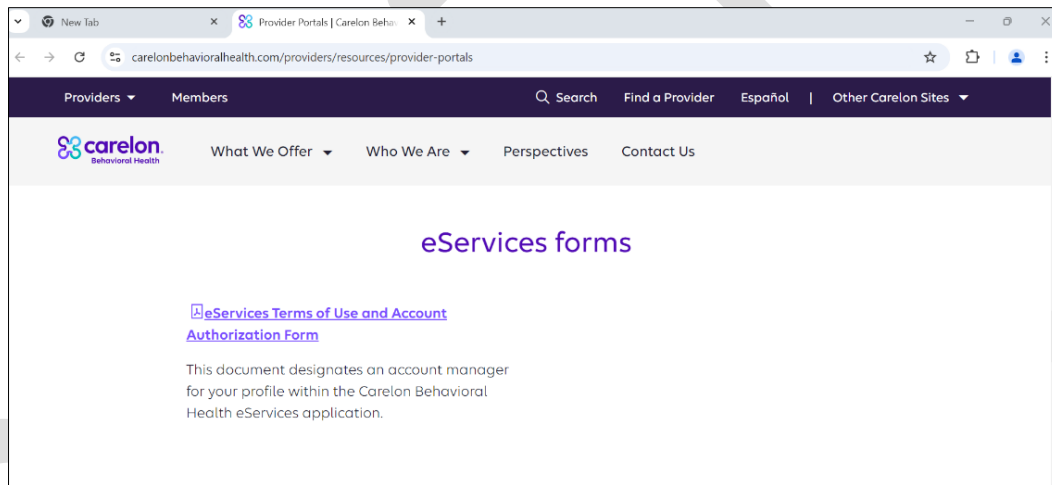 New Tab
Provider Portals | Carelon Behav
carelonbehavioralhealth.com/providers/resources/provider-portals
Providers Members Search Find a Provider Español | Other Carelon Sites
carelon.
Behavioral Health
What We Offer Who We Are Perspectives Contact Us
eServices forms
eServices Terms of Use and Account
Authorization Form
This document designates an account manager
for your profile within the Carelon Behavioral
Health eServices application.